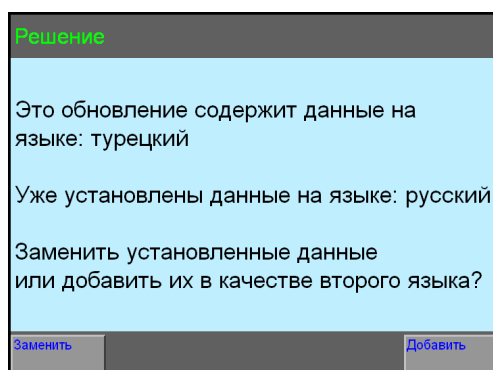 Решение
Это обновление содержит данные на
языке: турецкий
Уже установлены данные на языке: русский
Заменить установленные данные
или добавить их в качестве второго языка?
Заменить
Добавить